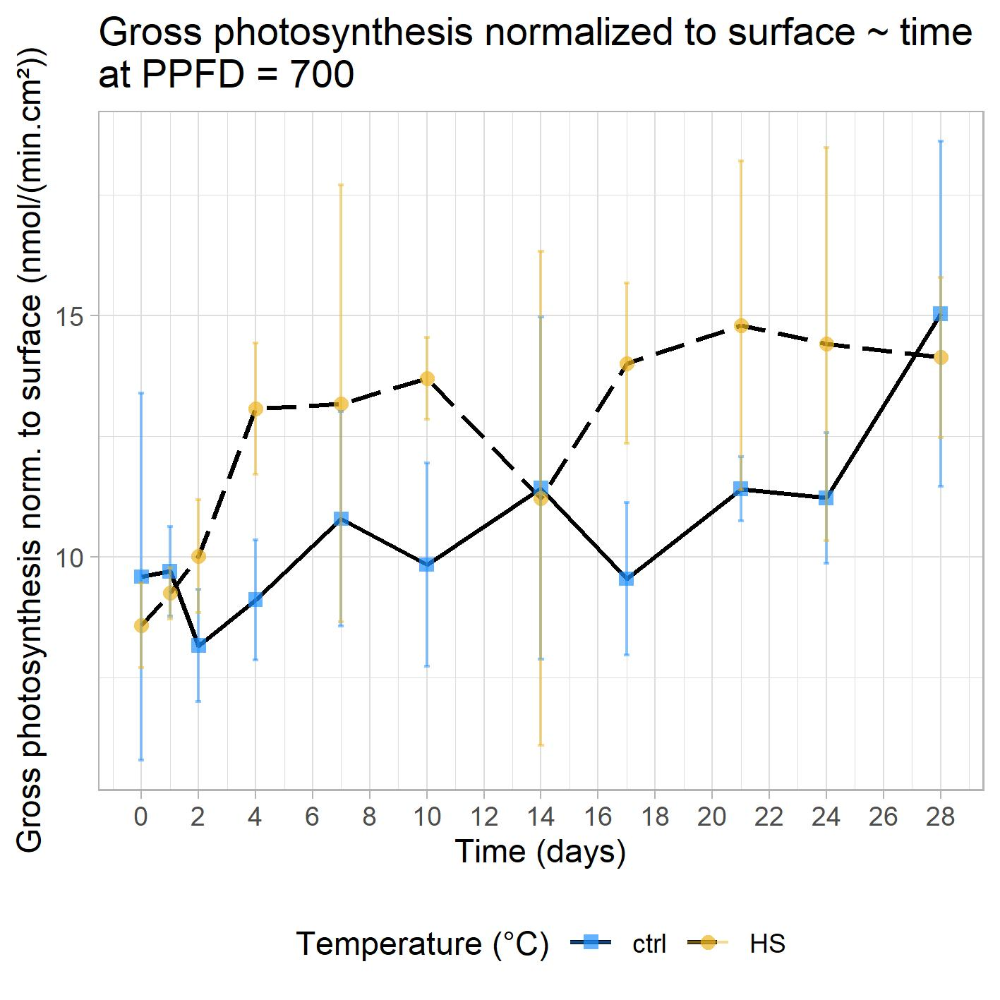 Gross photosynthesis normalized to surface ~ time
at PPFD = 700
Gross photosynthesis norm. to surface (nmol/(min.cm²))
15
10
0 2 4 6 8 10 12 14 16 18 20 22 24 26 28
Time (days)
Temperature (°C) ctrl HS